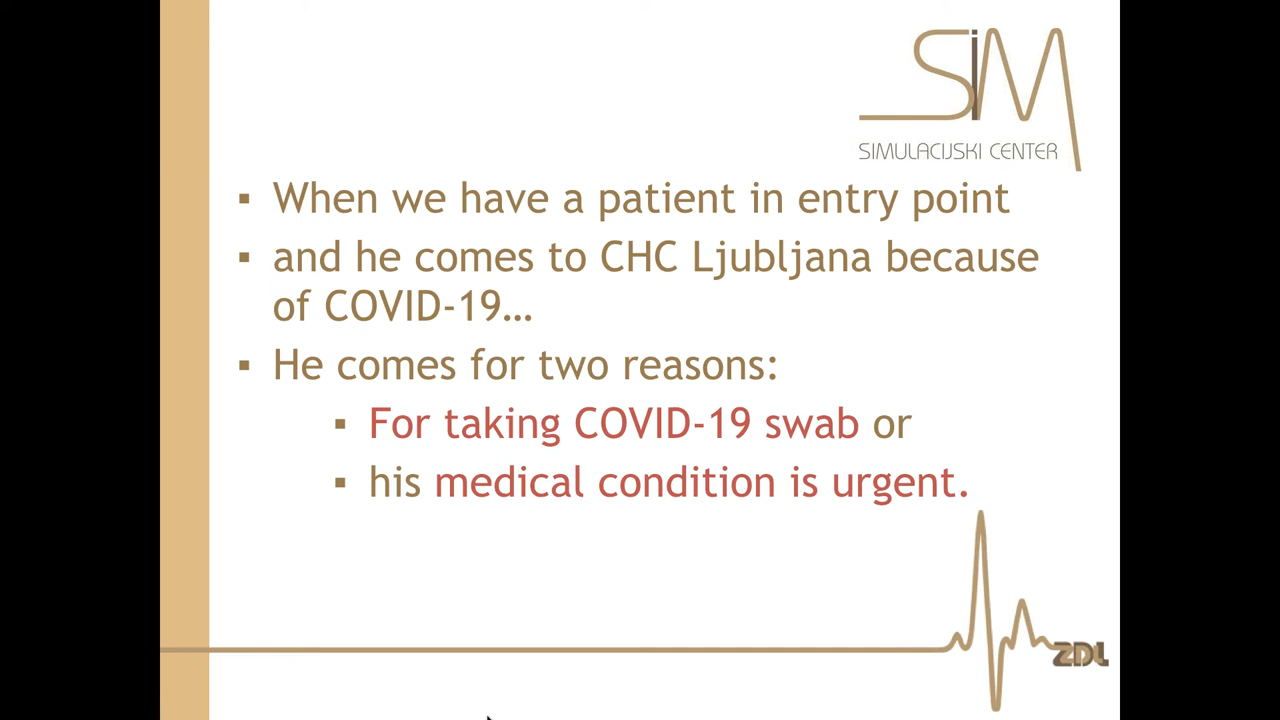 SiM
SIMULACIJSKI CENTER
▪ When we have a patient in entry point
▪ and he comes to CHC Ljubljana because
of COVID-19…
▪ He comes for two reasons:
▪ For taking COVID-19 swab or
▪ his medical condition is urgent.
ZDL